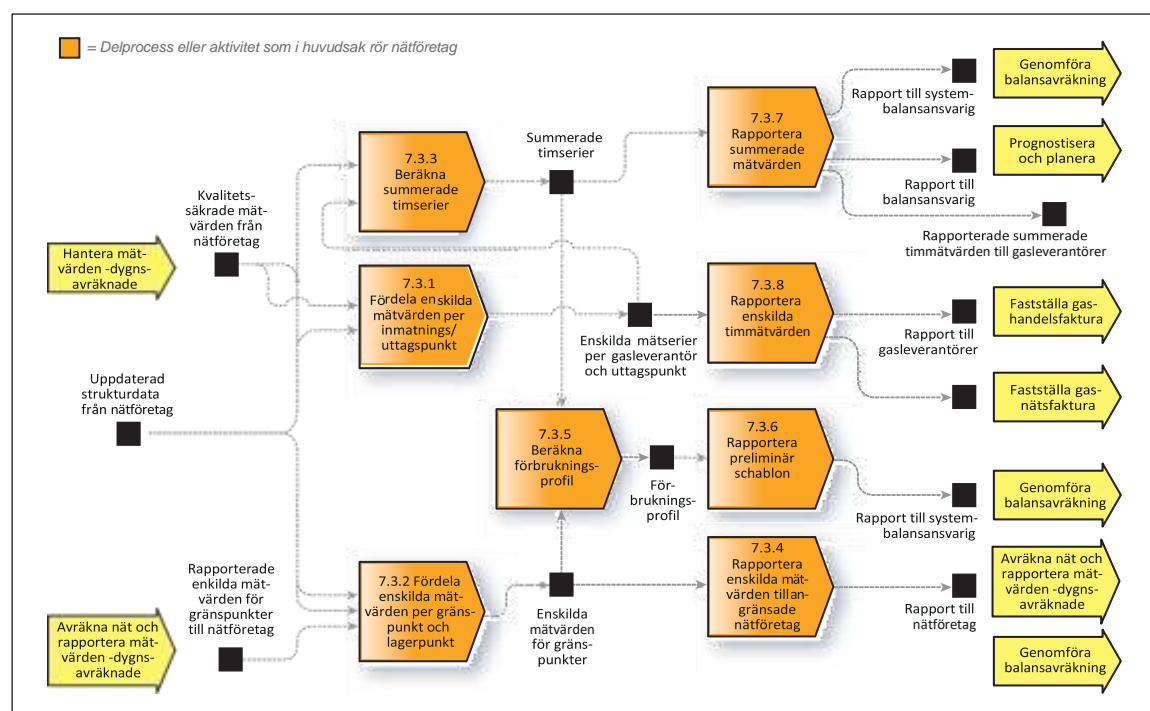 = Delprocess eller aktivitet som i huvudsak rör nätföretag
Genomföra
balansavräkning
Rapport till system-
balansansvarig
7.3.7
Rapportera
summerade
mätvärden
Summerade
timserier
7.3.3
Beräkna
summerade
timserier
Prognostisera
och planera
Rapport till
balansansvarig
Kvalitets-
säkrade mät-
värden från
nätföretag
Rapporterade summerade
timmätvärden till gasleverantörer
Hantera mät-
värden -dygns-
avräknade
7.3.1
Fördela enskilda
mätvärden per
inmatnings/
uttagspunkt
7.3.8
Rapportera
enskilda
timmätvärden
Fastställa gas-
handelsfaktura
Enskilda mätserier
per gasleverantör
och uttagspunkt
Rapport till
gasleverantörer
Uppdaterad
strukturdata
från nätföretag
Fastställa gas-
nätsfaktura
7.3.5
Beräkna
förbruknings-
profil
7.3.6
Rapportera
preliminär
schablon
För-
bruknings-
profil
Genomföra
balansavräkning
Rapport till system-
balansansvarig
Rapporterade
enkilda mät-
värden för
gränspunkter
till nätföretag
7.3.2 Fördela
enskilda mät-
värden per gräns-
punkt och
lagerpunkt
7.3.4
Rapportera
enskilda mät-
värden tillan-
gränsade
nätföretag
Avräkna nät och
rapportera mät-
värden -dygns-
avräknade
Enskilda
mätvärden
för gräns-
punkter
Rapport till
nätföretag
Avräkna nät och
rapportera mät-
värden -dygns-
avräknade
Genomföra
balansavräkning